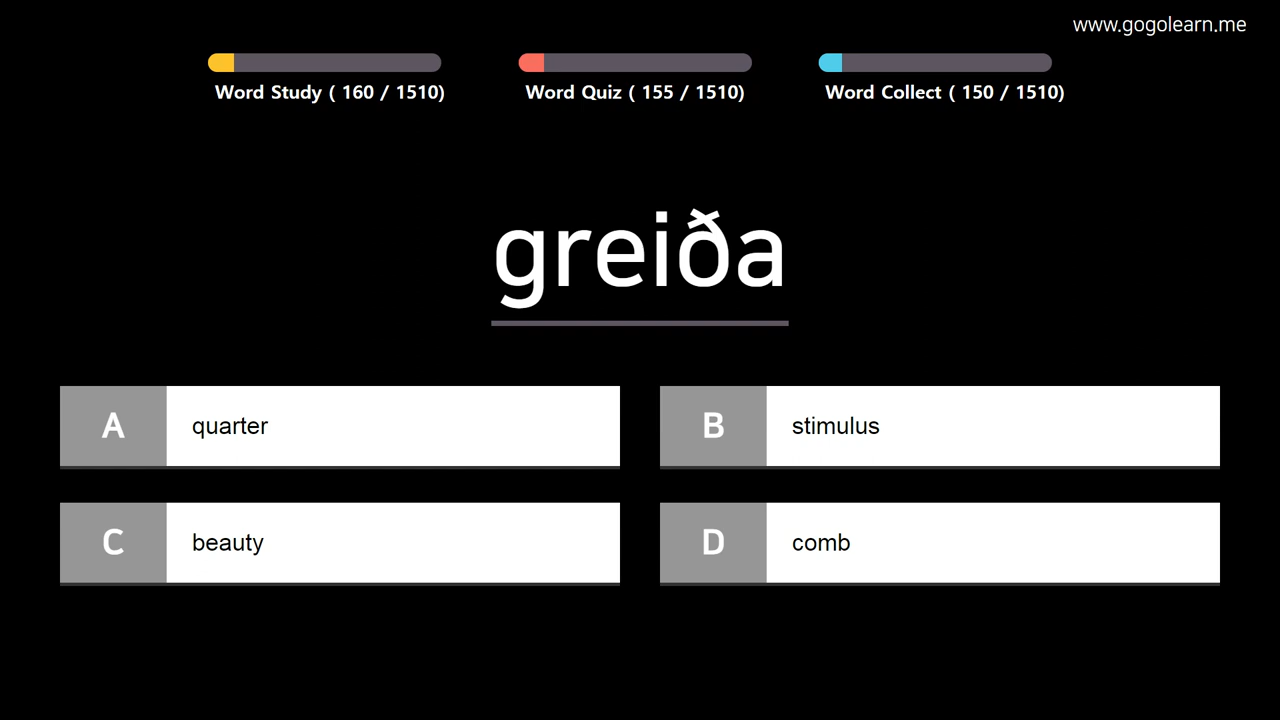 www.gogolearn.me
Word Study ( 160 / 1510)
Word Quiz ( 155 / 1510)
Word Collect ( 150 / 1510)
greiða
A quarter
B stimulus
C beauty
D comb